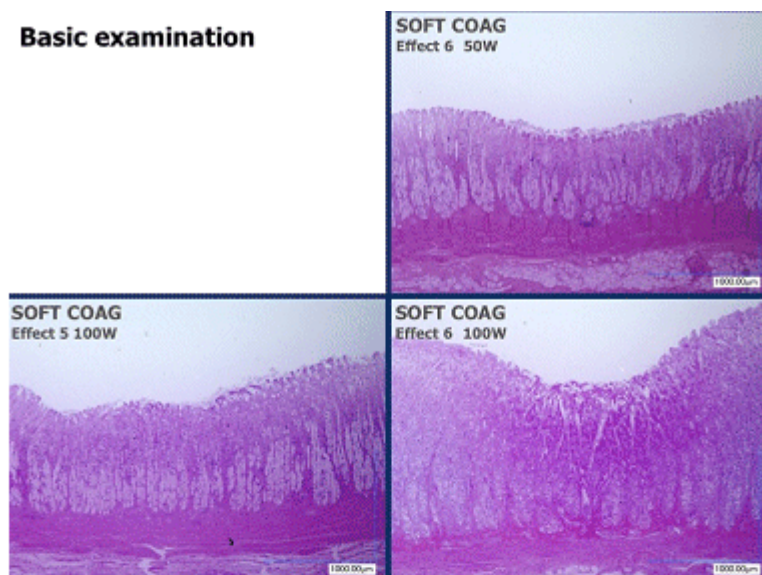 Basic examination
SOFT COAG
Effect 6 50W
1000.00μm
SOFT COAG
Effect 5 100W
1000.00μm
SOFT COAG
Effect 6 100W
1000.00μm